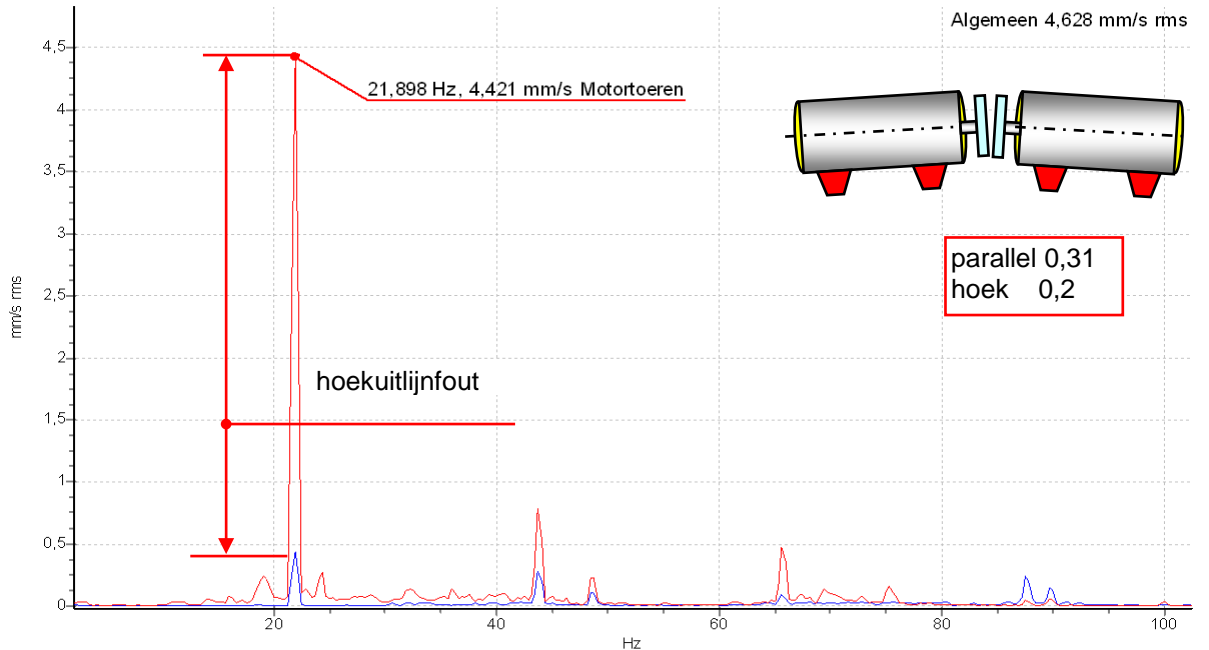 Algemeen 4,628 mm/s rms
4,5
21,898 Hz, 4,421 mm/s Motortoeren
4
3,5
3
parallel 0,31
hoek 0,2
2,5
mm/s rms
2
hoekuitlijnfout
1,5
1
0,5
0
20
40
60
80
100
Hz